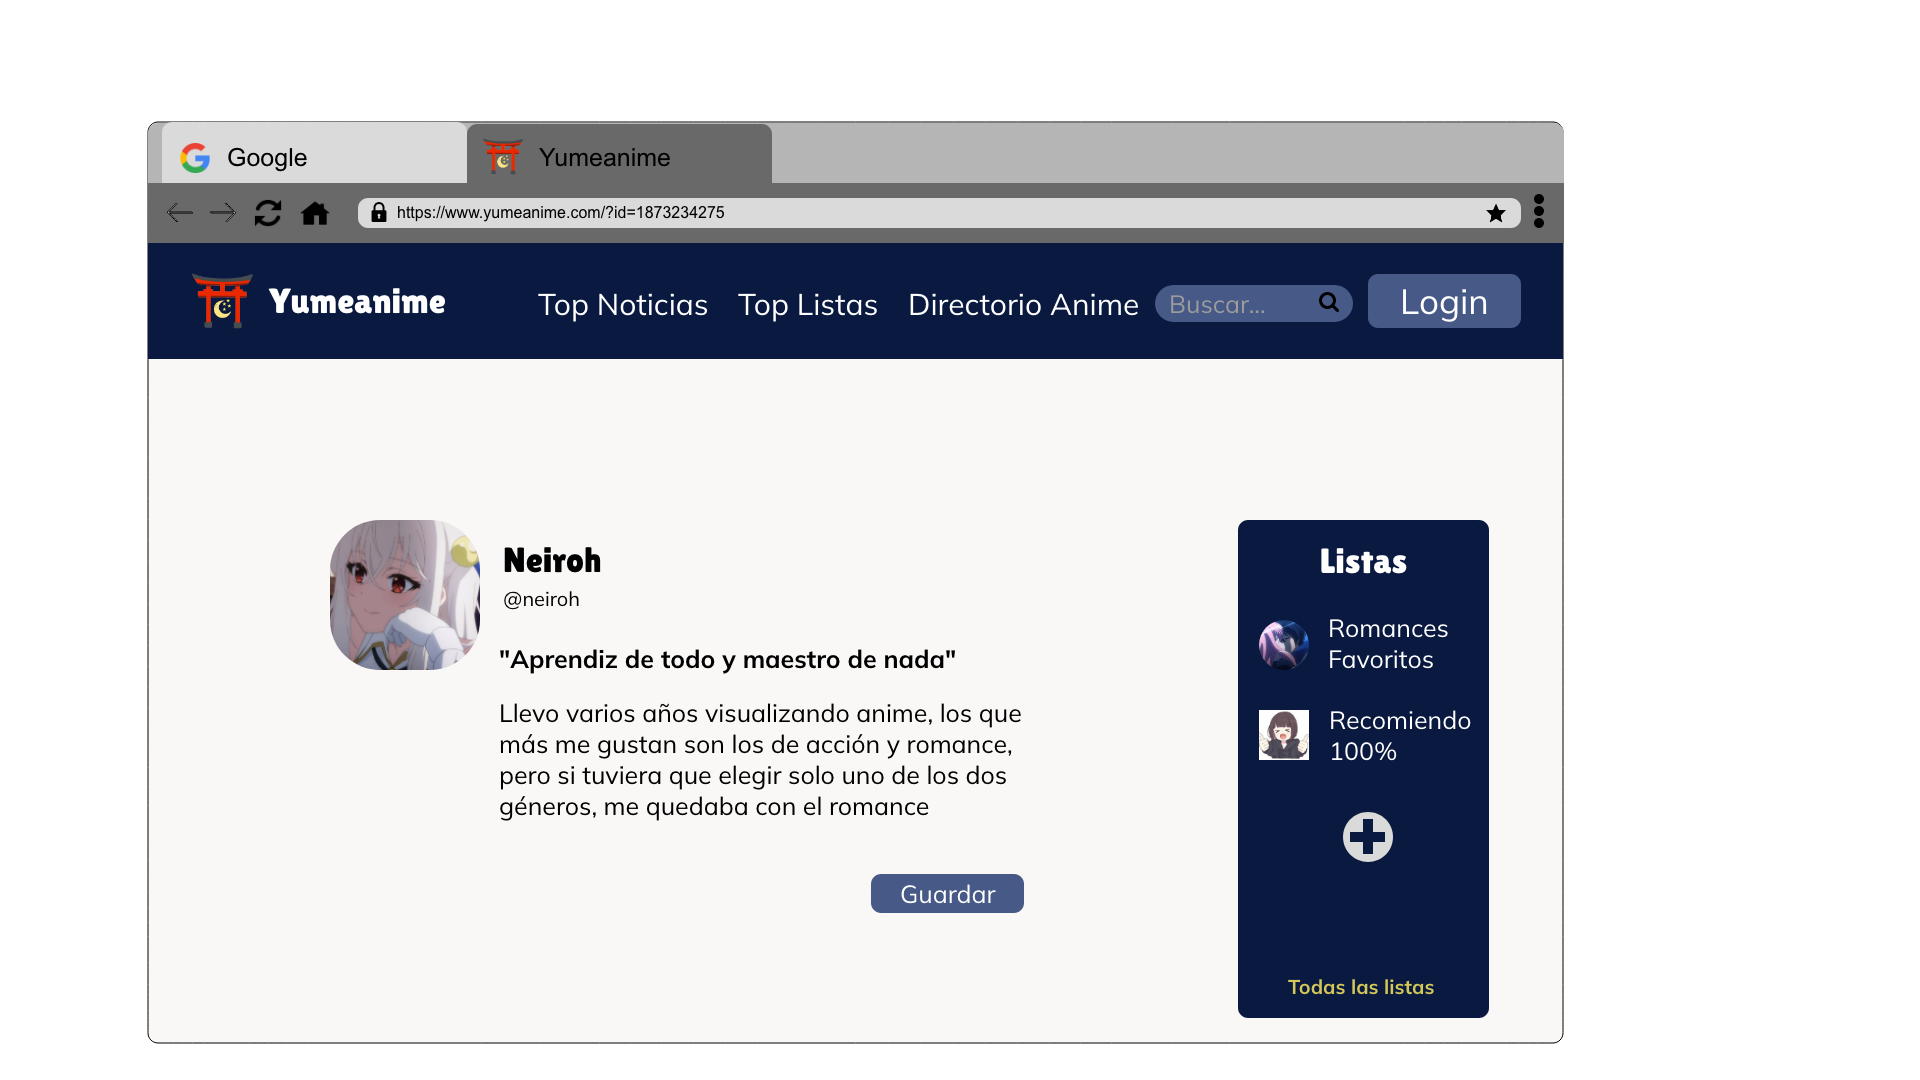 Google
Yumeanime
https://www.yumeanime.com/?id=1873234275
Yumeanime
Top Noticias
Top Listas
Directorio Anime
Buscar...
Login
Neiroh
@neiroh
"Aprendiz de todo y maestro de nada"
Llevo varios años visualizando anime, los que
más me gustan son los de acción y romance,
pero si tuviera que elegir solo uno de los dos
géneros, me quedaba con el romance
Guardar
Listas
Romances
Favoritos
Recomiendo
100%
Todas las listas